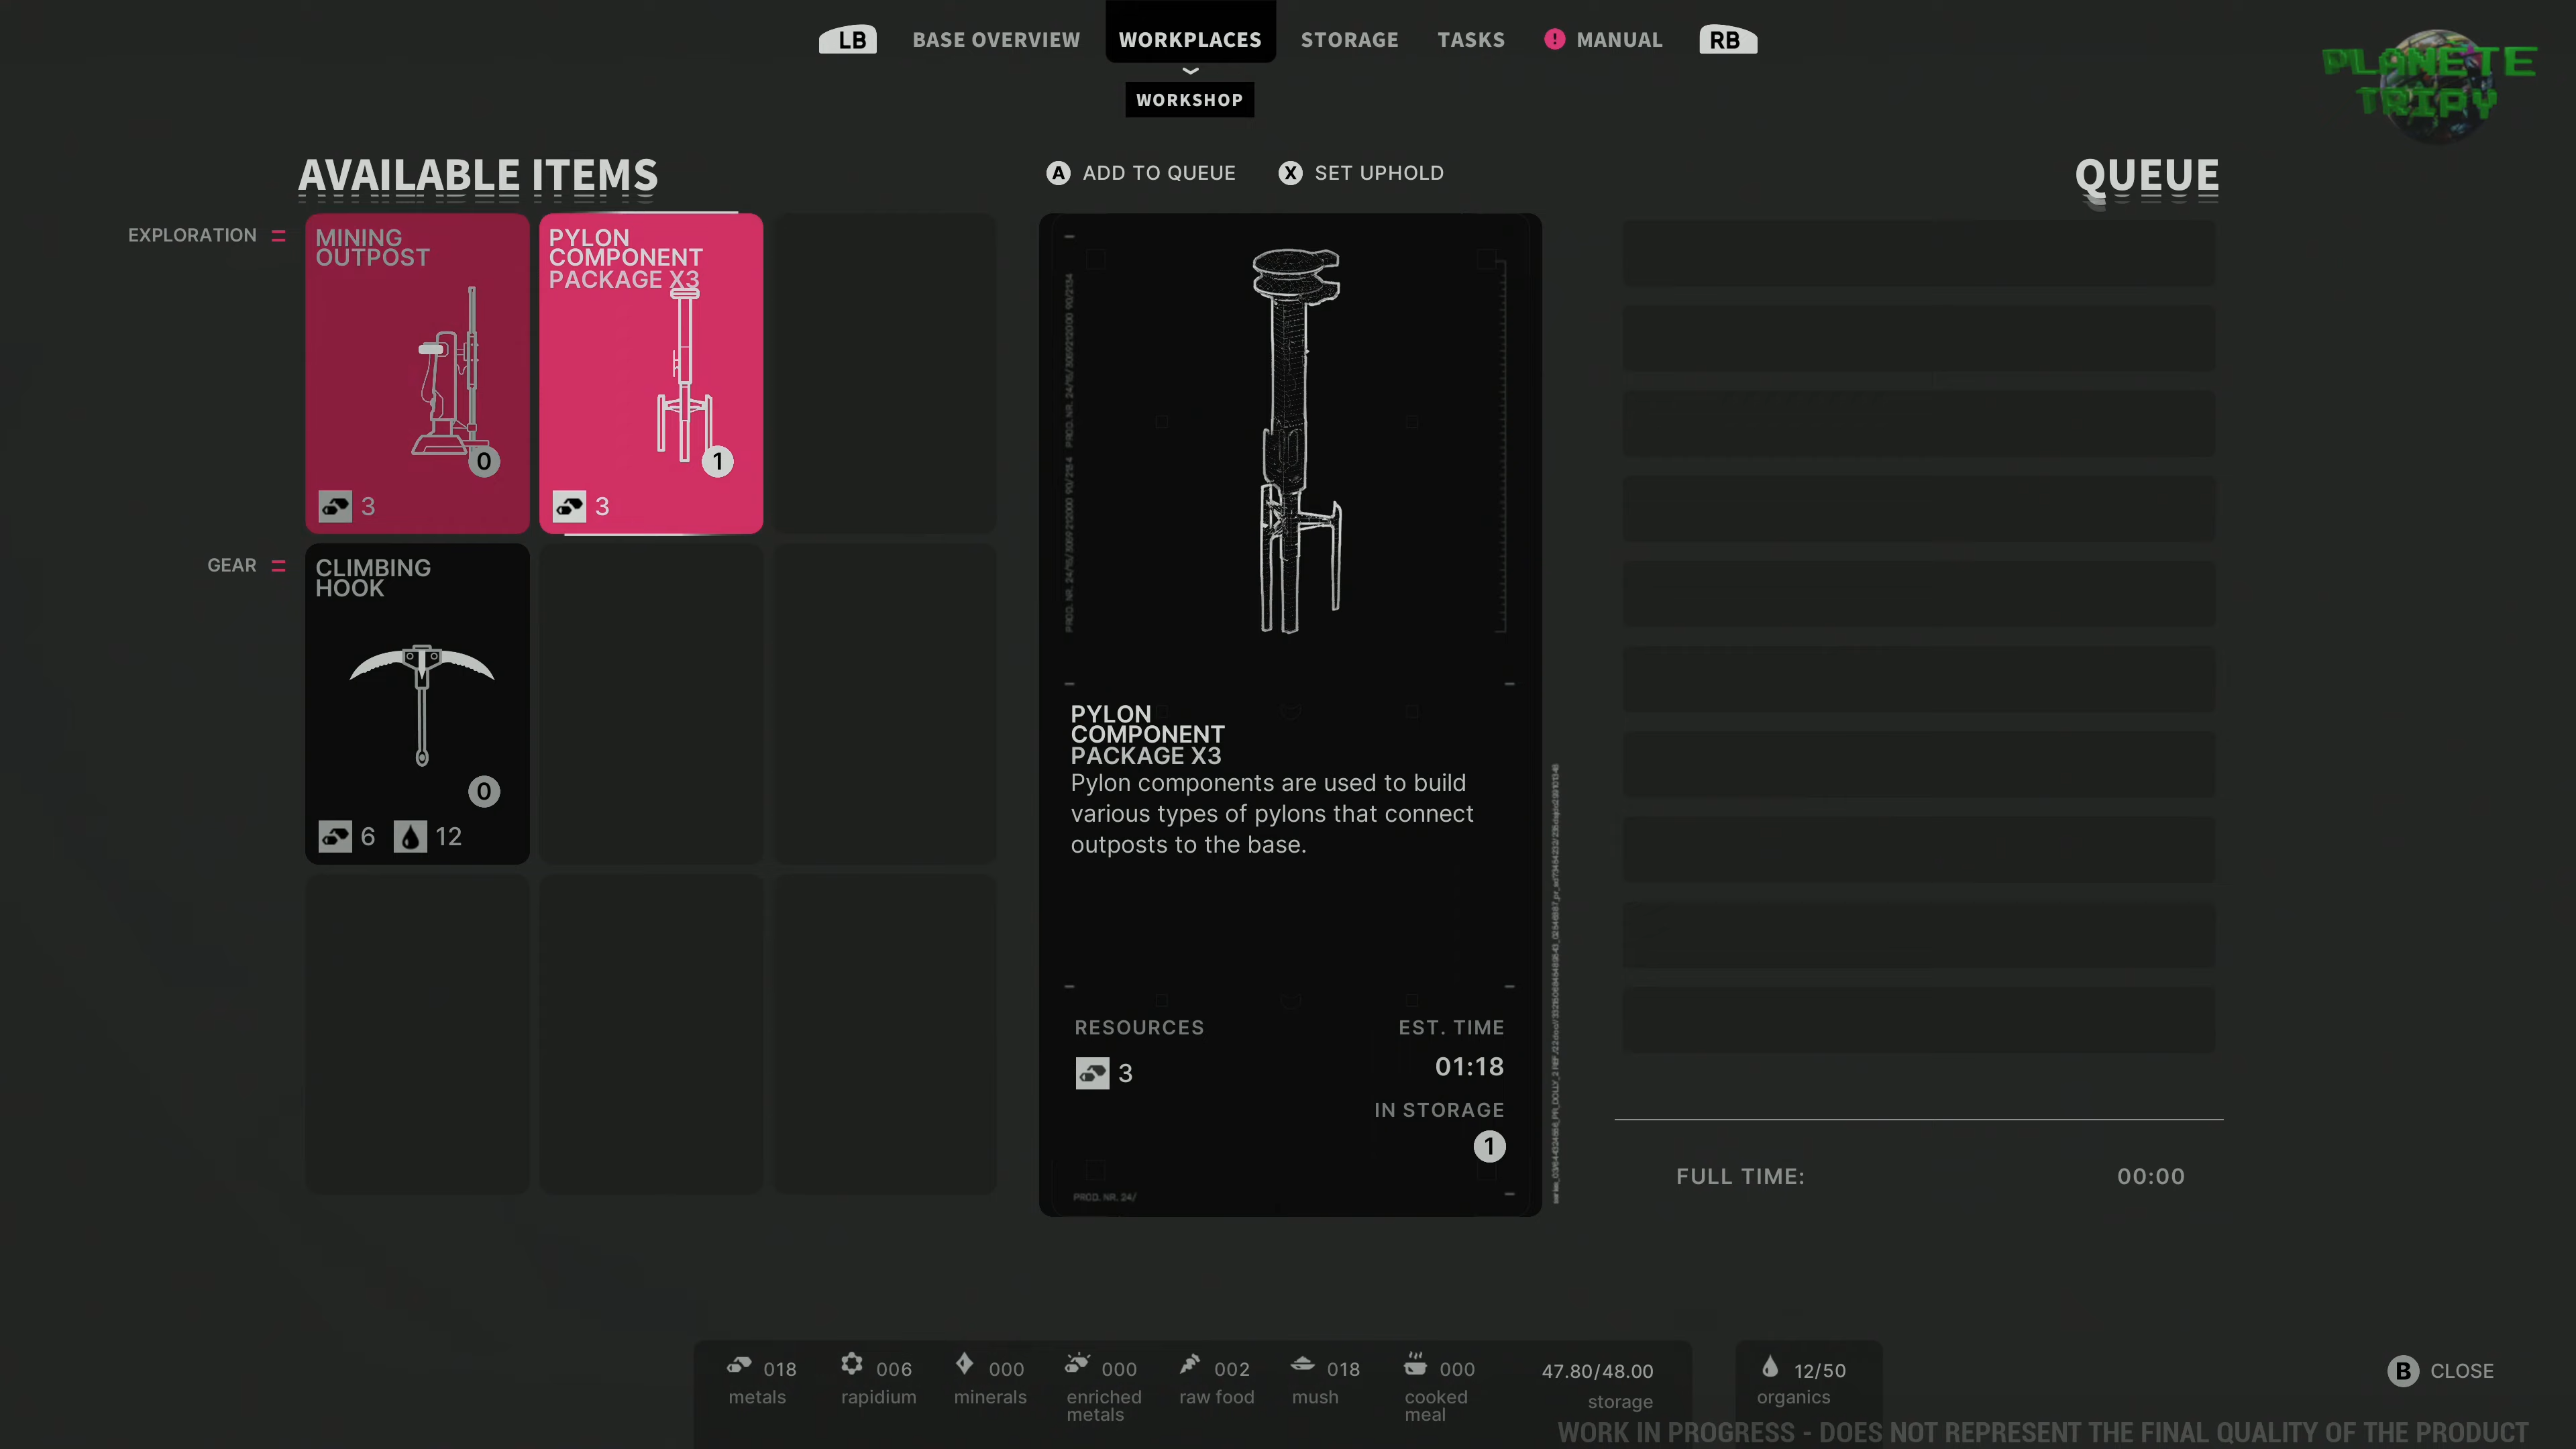 LB BASE OVERVIEW WORKPLACES STORAGE TASKS ! MANUAL RB
WORKSHOP
PLANETE
TRIPY
AVAILABLE ITEMS
A ADD TO QUEUE X SET UPHOLD
QUEUE
EXPLORATION
MINING
OUTPOST
0
3
PYLON
COMPONENT
PACKAGE X3
1
3
GEAR
CLIMBING
HOOK
0
6 12
PYLON
COMPONENT
PACKAGE X3
Pylon components are used to build
various types of pylons that connect
outposts to the base.
RESOURCES
3
EST. TIME
01:18
IN STORAGE
1
PROD. NR. 24/
FULL TIME: 00:00
018
metals
006
rapidium
000
minerals
000
enriched
metals
002
raw food
018
mush
000
cooked
meal
47.80/48.00
storage
12/50
organics
B CLOSE
WORK IN PROGRESS - DOES NOT REPRESENT THE FINAL QUALITY OF THE PRODUCT